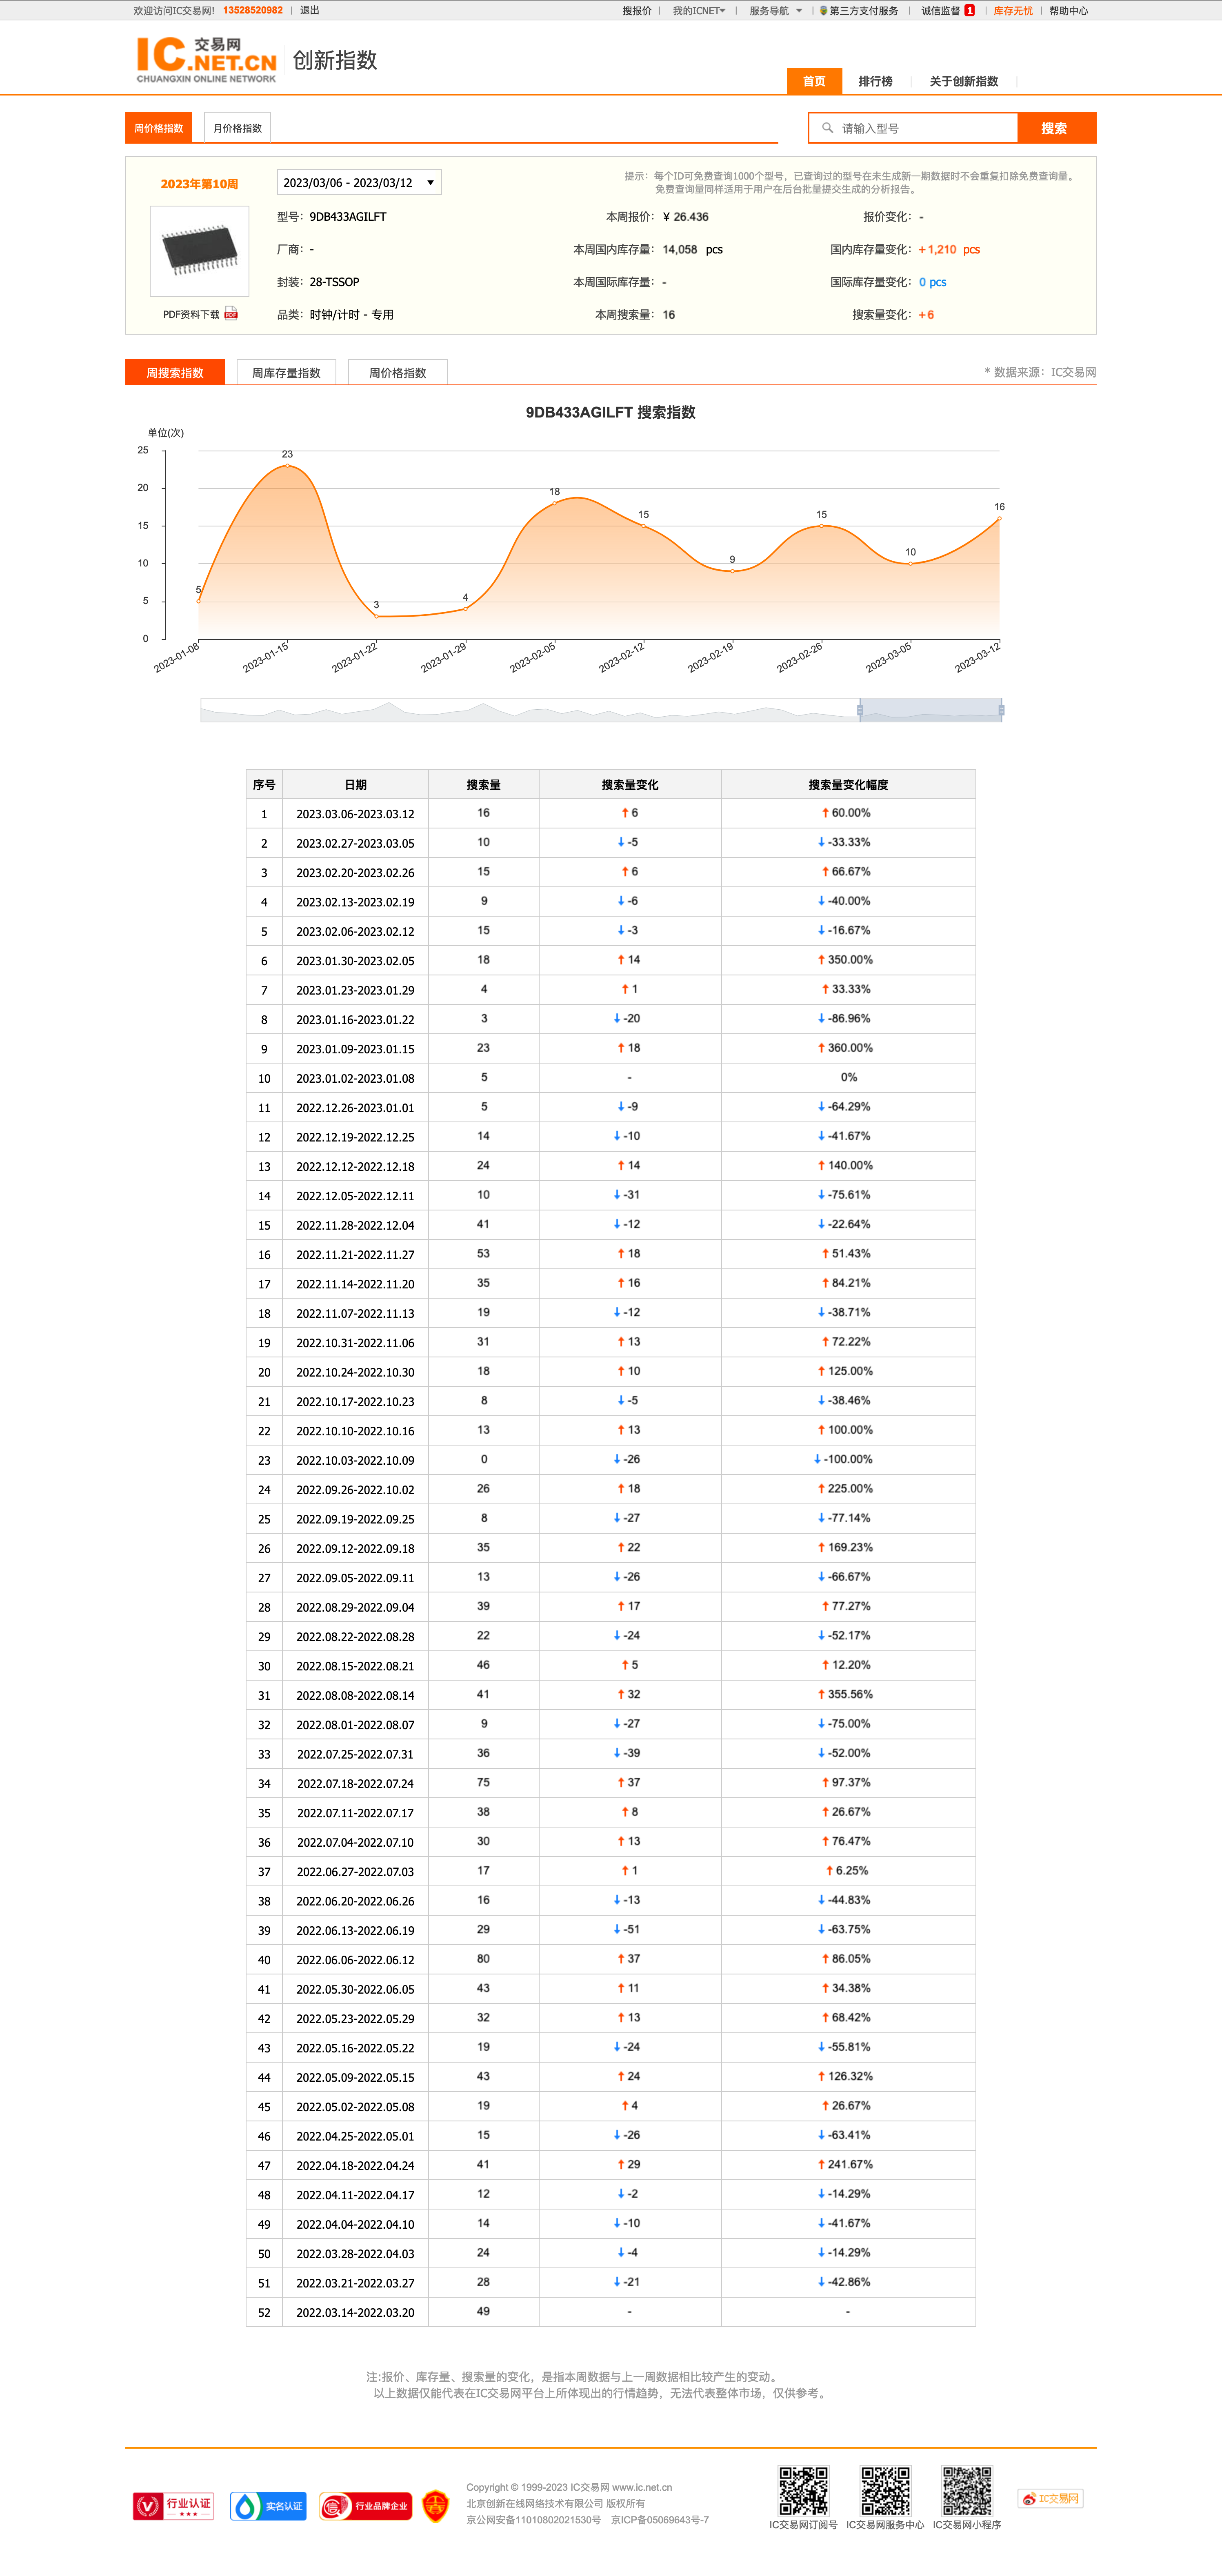 欢迎访问IC交易网! 13528520982 | 退出 搜报价 | 我的ICNET | 服务导航 | 第三方支付服务 | 诚信监督 1 | 库存无忧 | 帮助中心
IC 交易网 .NET.CN CHUANGXIN ONLINE NETWORK 创新指数
首页 排行榜 关于创新指数
周价格指数 月价格指数 请输入型号 搜索
2023年第10周 2023/03/06 - 2023/03/12 ▼
提示：每个ID可免费查询1000个型号，已查询过的型号在未生成新一期数据时不会重复扣除免费查询量。
免费查询量同样适用于用户在后台批量提交生成的分析报告。
型号：9DB433AGILFT 本周报价：¥ 26.436 报价变化：-
厂商：- 本周国内库存量：14,058 pcs 国内库存量变化：+1,210 pcs
封装：28-TSSOP 本周国际库存量：- 国际库存量变化：0 pcs
PDF资料下载 PDF 品类：时钟/计时 - 专用 本周搜索量：16 搜索量变化：+6
周搜索指数 周库存量指数 周价格指数 * 数据来源：IC交易网
9DB433AGILFT 搜索指数
单位(次)
25
20
15
10
5
0
5 23 3 4 18 15 9 15 10 16
2023-01-08 2023-01-15 2023-01-22 2023-01-29 2023-02-05 2023-02-12 2023-02-19 2023-02-26 2023-03-05 2023-03-12
序号 日期 搜索量 搜索量变化 搜索量变化幅度
1 2023.03.06-2023.03.12 16 ↑ 6 ↑ 60.00%
2 2023.02.27-2023.03.05 10 ↓ -5 ↓ -33.33%
3 2023.02.20-2023.02.26 15 ↑ 6 ↑ 66.67%
4 2023.02.13-2023.02.19 9 ↓ -6 ↓ -40.00%
5 2023.02.06-2023.02.12 15 ↓ -3 ↓ -16.67%
6 2023.01.30-2023.02.05 18 ↑ 14 ↑ 350.00%
7 2023.01.23-2023.01.29 4 ↑ 1 ↑ 33.33%
8 2023.01.16-2023.01.22 3 ↓ -20 ↓ -86.96%
9 2023.01.09-2023.01.15 23 ↑ 18 ↑ 360.00%
10 2023.01.02-2023.01.08 5 - 0%
11 2022.12.26-2023.01.01 5 ↓ -9 ↓ -64.29%
12 2022.12.19-2022.12.25 14 ↓ -10 ↓ -41.67%
13 2022.12.12-2022.12.18 24 ↑ 14 ↑ 140.00%
14 2022.12.05-2022.12.11 10 ↓ -31 ↓ -75.61%
15 2022.11.28-2022.12.04 41 ↓ -12 ↓ -22.64%
16 2022.11.21-2022.11.27 53 ↑ 18 ↑ 51.43%
17 2022.11.14-2022.11.20 35 ↑ 16 ↑ 84.21%
18 2022.11.07-2022.11.13 19 ↓ -12 ↓ -38.71%
19 2022.10.31-2022.11.06 31 ↑ 13 ↑ 72.22%
20 2022.10.24-2022.10.30 18 ↑ 10 ↑ 125.00%
21 2022.10.17-2022.10.23 8 ↓ -5 ↓ -38.46%
22 2022.10.10-2022.10.16 13 ↑ 13 ↑ 100.00%
23 2022.10.03-2022.10.09 0 ↓ -26 ↓ -100.00%
24 2022.09.26-2022.10.02 26 ↑ 18 ↑ 225.00%
25 2022.09.19-2022.09.25 8 ↓ -27 ↓ -77.14%
26 2022.09.12-2022.09.18 35 ↑ 22 ↑ 169.23%
27 2022.09.05-2022.09.11 13 ↓ -26 ↓ -66.67%
28 2022.08.29-2022.09.04 39 ↑ 17 ↑ 77.27%
29 2022.08.22-2022.08.28 22 ↓ -24 ↓ -52.17%
30 2022.08.15-2022.08.21 46 ↑ 5 ↑ 12.20%
31 2022.08.08-2022.08.14 41 ↑ 32 ↑ 355.56%
32 2022.08.01-2022.08.07 9 ↓ -27 ↓ -75.00%
33 2022.07.25-2022.07.31 36 ↓ -39 ↓ -52.00%
34 2022.07.18-2022.07.24 75 ↑ 37 ↑ 97.37%
35 2022.07.11-2022.07.17 38 ↑ 8 ↑ 26.67%
36 2022.07.04-2022.07.10 30 ↑ 13 ↑ 76.47%
37 2022.06.27-2022.07.03 17 ↑ 1 ↑ 6.25%
38 2022.06.20-2022.06.26 16 ↓ -13 ↓ -44.83%
39 2022.06.13-2022.06.19 29 ↓ -51 ↓ -63.75%
40 2022.06.06-2022.06.12 80 ↑ 37 ↑ 86.05%
41 2022.05.30-2022.06.05 43 ↑ 11 ↑ 34.38%
42 2022.05.23-2022.05.29 32 ↑ 13 ↑ 68.42%
43 2022.05.16-2022.05.22 19 ↓ -24 ↓ -55.81%
44 2022.05.09-2022.05.15 43 ↑ 24 ↑ 126.32%
45 2022.05.02-2022.05.08 19 ↑ 4 ↑ 26.67%
46 2022.04.25-2022.05.01 15 ↓ -26 ↓ -63.41%
47 2022.04.18-2022.04.24 41 ↑ 29 ↑ 241.67%
48 2022.04.11-2022.04.17 12 ↓ -2 ↓ -14.29%
49 2022.04.04-2022.04.10 14 ↓ -10 ↓ -41.67%
50 2022.03.28-2022.04.03 24 ↓ -4 ↓ -14.29%
51 2022.03.21-2022.03.27 28 ↓ -21 ↓ -42.86%
52 2022.03.14-2022.03.20 49 - -
注:报价、库存量、搜索量的变化，是指本周数据与上一周数据相比较产生的变动。
以上数据仅能代表在IC交易网平台上所体现出的行情趋势，无法代表整体市场，仅供参考。
行业认证 实名认证 行业品牌企业
Copyright © 1999-2023 IC交易网 www.ic.net.cn
北京创新在线网络技术有限公司 版权所有
京公网安备11010802021530号 京ICP备05069643号-7
IC交易网订阅号 IC交易网服务中心 IC交易网小程序
IC交易网